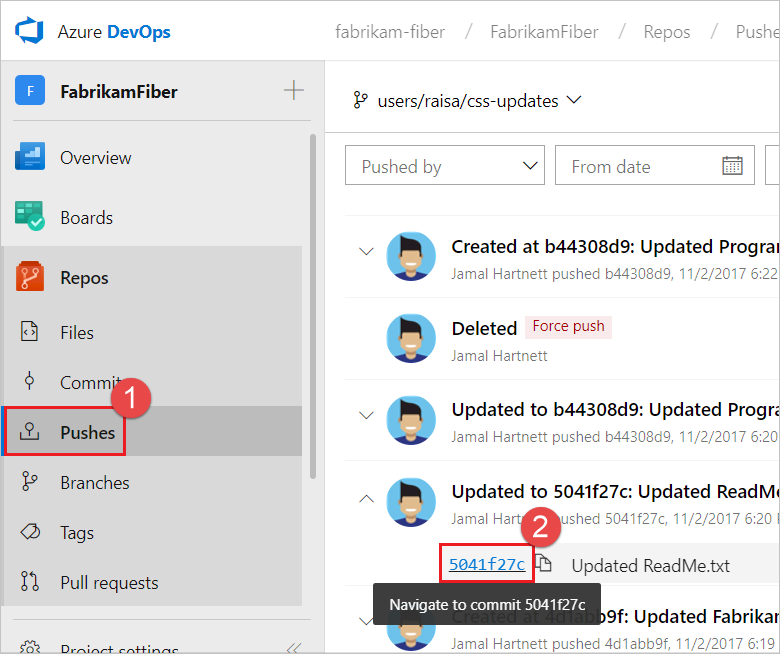 Azure DevOps
fabrikam-fiber / FabrikamFiber / Repos / Pushe
F FabrikamFiber
Overview
Boards
Repos
Files
Commit
1
Pushes
Branches
Tags
Pull requests
Project settings
users/raisa/css-updates
Pushed by
From date
Created at b44308d9: Updated Progra
Jamal Hartnett pushed b44308d9, 11/2/2017 6:22
Deleted Force push
Jamal Hartnett
Updated to b44308d9: Updated Progra
Jamal Hartnett pushed b44308d9, 11/2/2017 6:20
Updated to 5041f27c: Updated ReadMe
Jamal Hartnett pushed 5041f27c, 11/2/2017 6:20 P
2
5041f27c Updated ReadMe.txt
Navigate to commit 5041f27c
Created at 4d1abb9f: Updated Fabrikam
Jamal Hartnett pushed 4d1abb9f, 11/2/2017 6:19